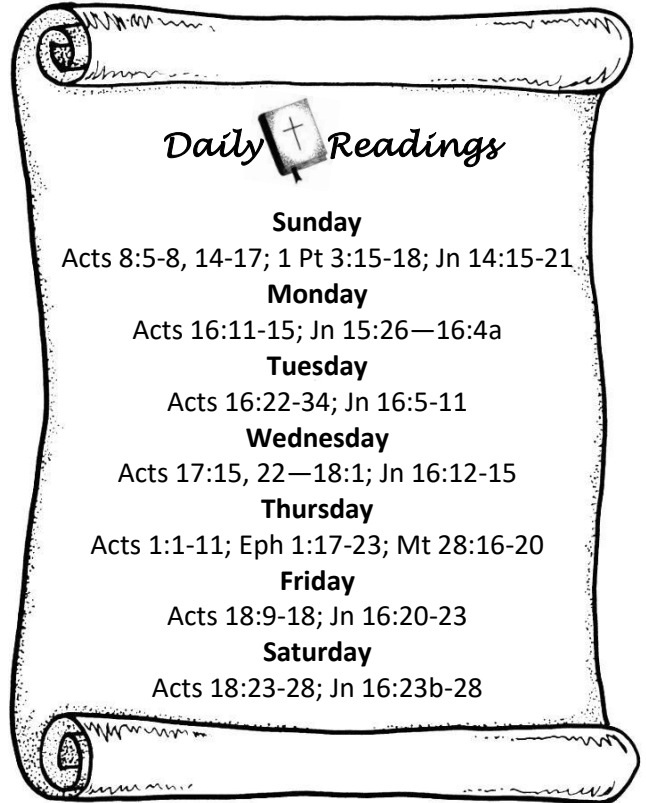 Daily Readings
Sunday
Acts 8:5-8, 14-17; 1 Pt 3:15-18; Jn 14:15-21
Monday
Acts 16:11-15; Jn 15:26—16:4a
Tuesday
Acts 16:22-34; Jn 16:5-11
Wednesday
Acts 17:15, 22—18:1; Jn 16:12-15
Thursday
Acts 1:1-11; Eph 1:17-23; Mt 28:16-20
Friday
Acts 18:9-18; Jn 16:20-23
Saturday
Acts 18:23-28; Jn 16:23b-28